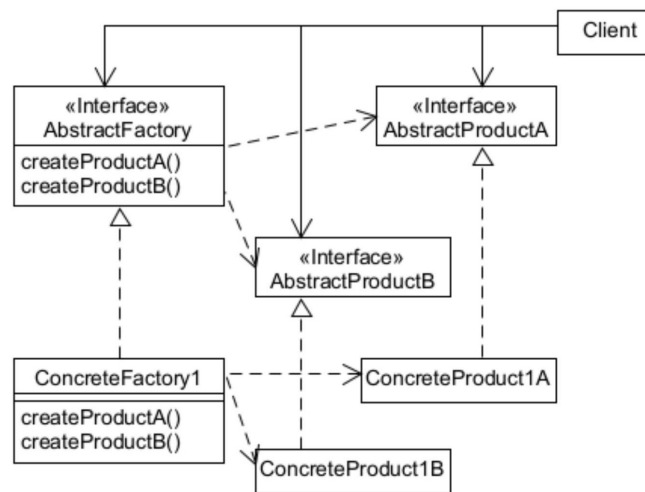 Client
«Interface»
AbstractFactory
createProductA()
createProductB()
«Interface»
AbstractProductA
«Interface»
AbstractProductB
ConcreteFactory1
createProductA()
createProductB()
ConcreteProduct1A
ConcreteProduct1B